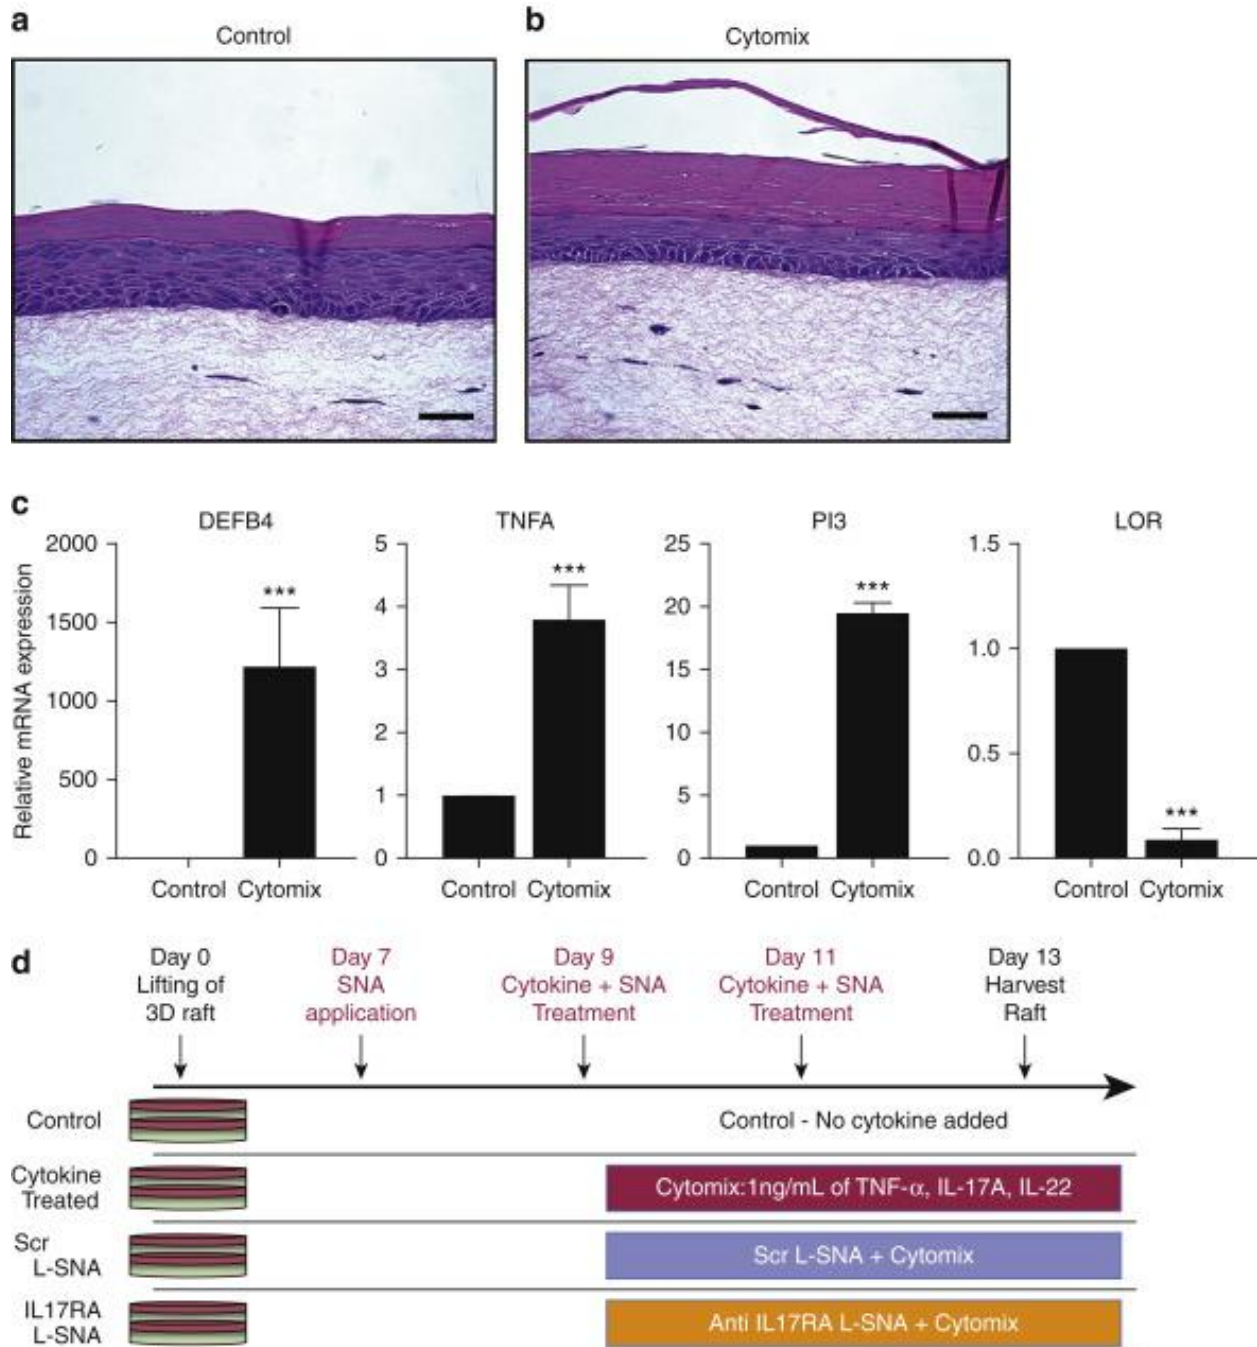 a
Control
b
Cytomix
c
DEFB4
TNFA
PI3
LOR
Relative mRNA expression
2000
1500
1000
500
0
***
Control Cytomix
5
4
3
2
1
0
***
Control Cytomix
25
20
15
10
5
0
***
Control Cytomix
1.5
1.0
0.5
0.0
***
Control Cytomix
d
Day 0
Lifting of
3D raft
Day 7
SNA
application
Day 9
Cytokine + SNA
Treatment
Day 11
Cytokine + SNA
Treatment
Day 13
Harvest
Raft
Control
Control - No cytokine added
Cytokine
Treated
Cytomix:1ng/mL of TNF-α, IL-17A, IL-22
Scr
L-SNA
Scr L-SNA + Cytomix
IL17RA
L-SNA
Anti IL17RA L-SNA + Cytomix